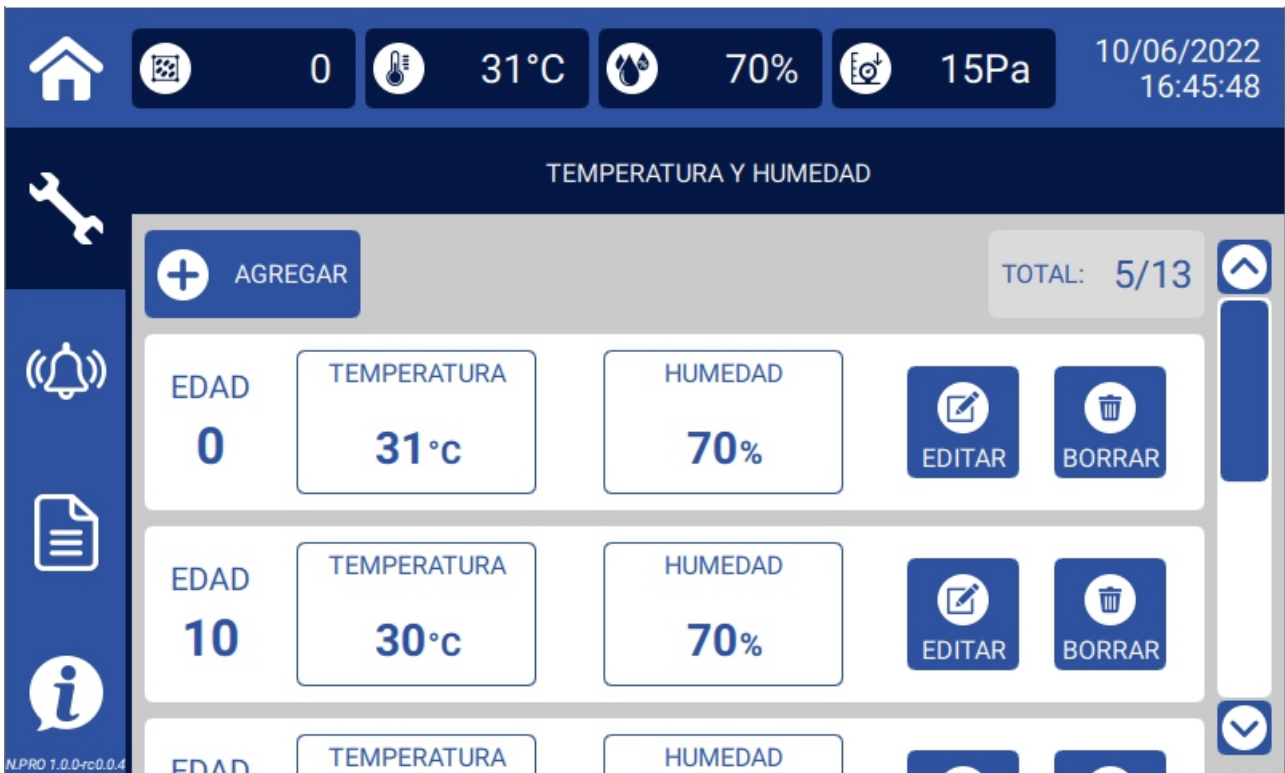 0 31°C 70% 15Pa 10/06/2022
16:45:48
TEMPERATURA Y HUMEDAD
AGREGAR TOTAL: 5/13
EDAD TEMPERATURA HUMEDAD
0 31°C 70% EDITAR BORRAR
EDAD TEMPERATURA HUMEDAD
10 30°C 70% EDITAR BORRAR
EDAD TEMPERATURA HUMEDAD
N.PRO 1.0.0-rc0.0.4